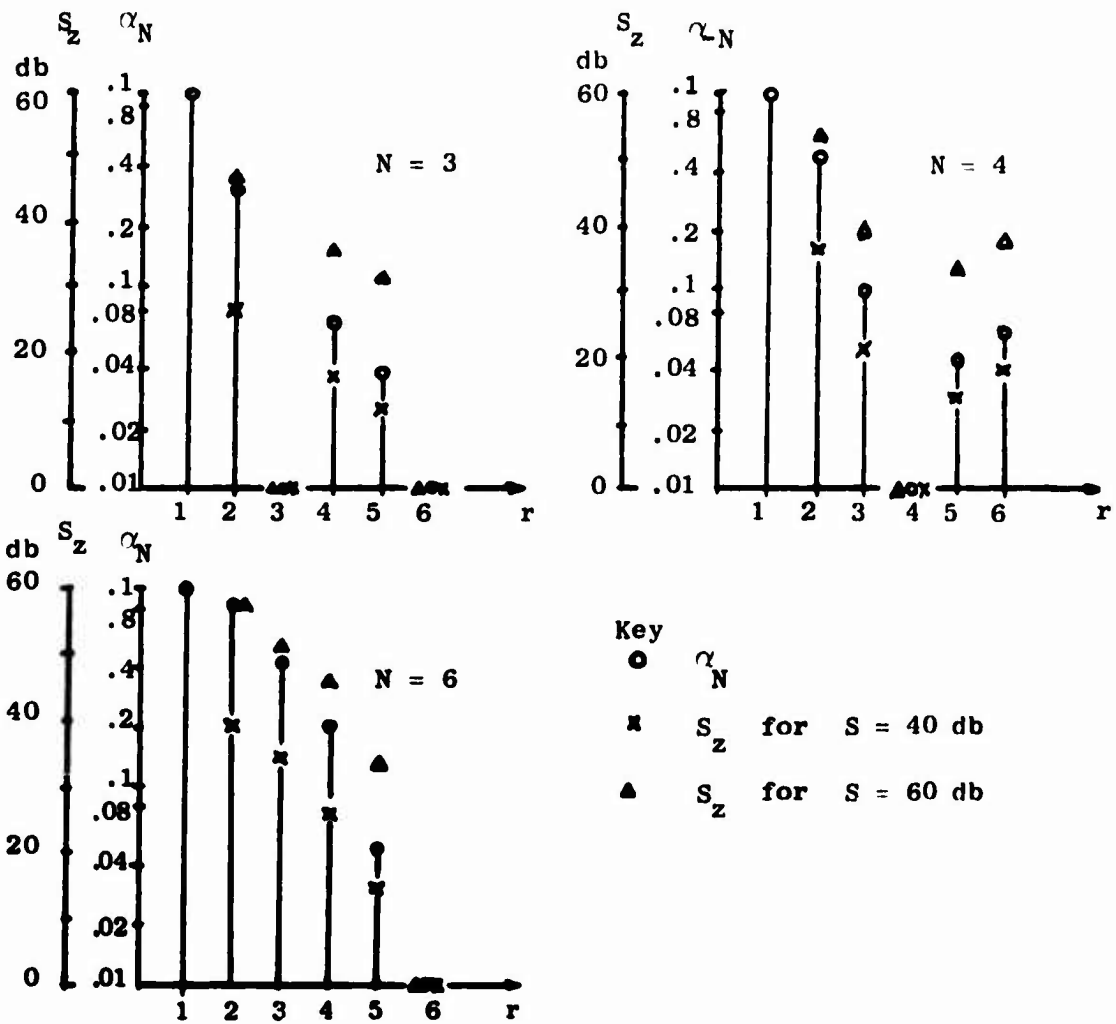 S_z α_N
db
60
40
20
0
.1
.8
.4
.2
.1
.08
.04
.02
.01
N = 3
1 2 3 4 5 6 r
S_z α_N
db
60
40
20
0
.1
.8
.4
.2
.1
.08
.04
.02
.01
N = 4
1 2 3 4 5 6 r
db S_z α_N
60
40
20
0
.1
.8
.4
.2
.1
.08
.04
.02
.01
N = 6
1 2 3 4 5 6 r
Key
α_N
S_z for S = 40 db
S_z for S = 60 db